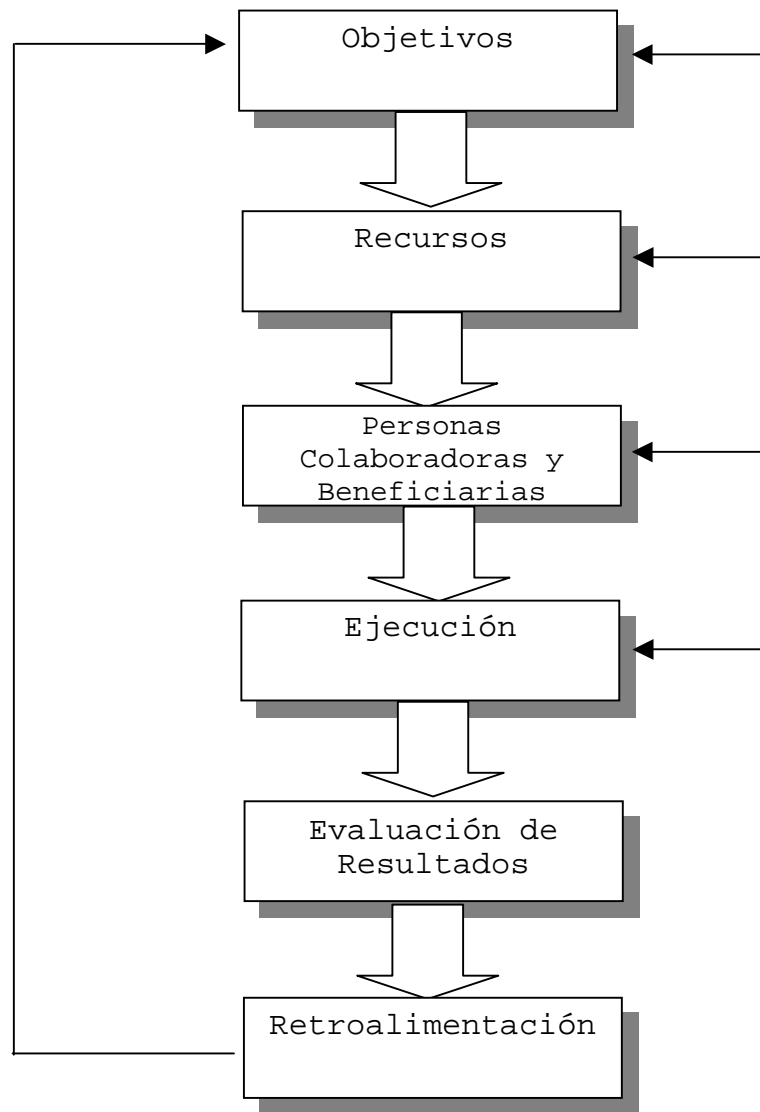 Objetivos
Recursos
Personas
Colaboradoras y
Beneficiarias
Ejecución
Evaluación de
Resultados
Retroalimentación